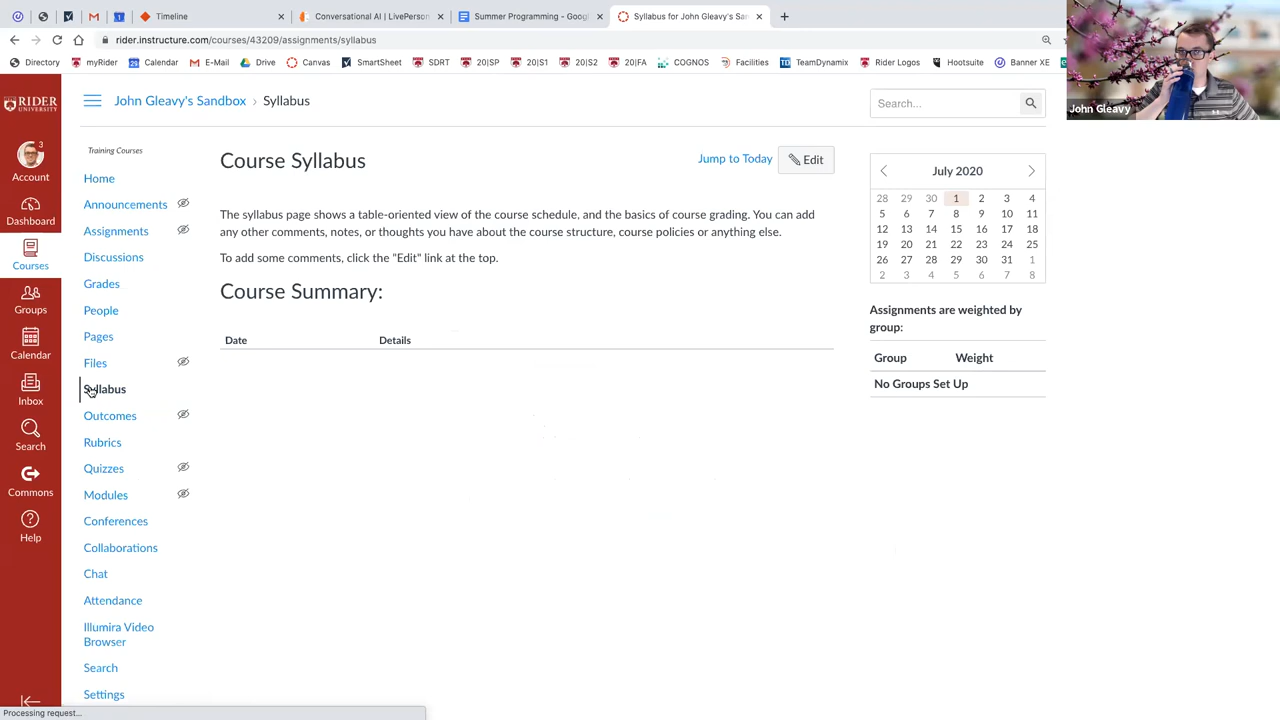 Timeline
Conversational AI | LivePerson
Summer Programming - Goog
Syllabus for John Gleavy's San
rider.instructure.com/courses/43209/assignments/syllabus
Directory
myRider
Calendar
E-Mail
Drive
Canvas
SmartSheet
SDRT
20|SP
20|S1
20|S2
20|FA
COGNOS
Facilities
TeamDynamix
Rider Logos
Hootsuite
Banner XE
John Gleavy
RIDER
UNIVERSITY
3
Account
Dashboard
Courses
Groups
Calendar
Inbox
Search
Commons
Help
John Gleavy's Sandbox > Syllabus
Search...
Training Courses
Home
Announcements
Assignments
Discussions
Grades
People
Pages
Files
Syllabus
Outcomes
Rubrics
Quizzes
Modules
Conferences
Collaborations
Chat
Attendance
Illumira Video
Browser
Search
Settings
Course Syllabus
Jump to Today
Edit
The syllabus page shows a table-oriented view of the course schedule, and the basics of course grading. You can
add any other comments, notes, or thoughts you have about the course structure, course policies or anything else.
To add some comments, click the "Edit" link at the top.
Course Summary:
Date Details
July 2020
28 29 30 1 2 3 4
5 6 7 8 9 10 11
12 13 14 15 16 17 18
19 20 21 22 23 24 25
26 27 28 29 30 31 1
2 3 4 5 6 7 8
Assignments are weighted by
group:
Group Weight
No Groups Set Up
Processing request...